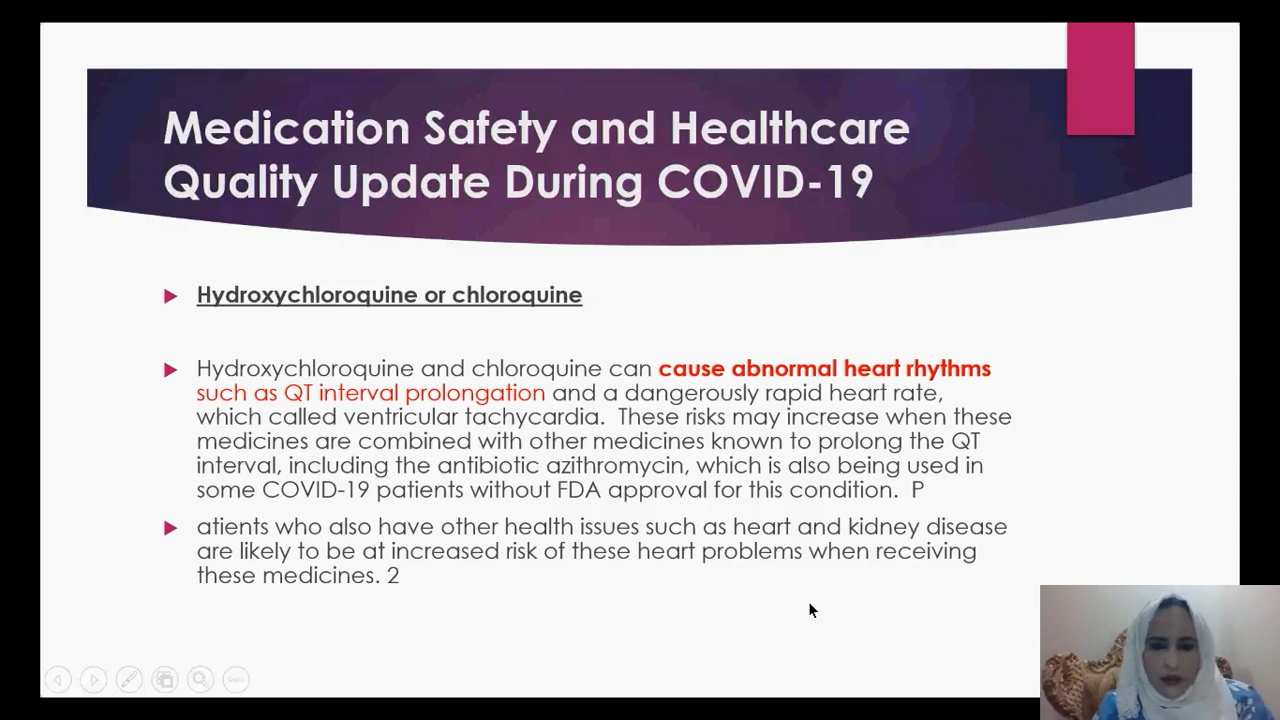 Medication Safety and Healthcare
Quality Update During COVID-19
Hydroxychloroquine or chloroquine
Hydroxychloroquine and chloroquine can cause abnormal heart rhythms
such as QT interval prolongation and a dangerously rapid heart rate,
which called ventricular tachycardia.  These risks may increase when these
medicines are combined with other medicines known to prolong the QT
interval, including the antibiotic azithromycin, which is also being used in
some COVID-19 patients without FDA approval for this condition.  P
atients who also have other health issues such as heart and kidney disease
are likely to be at increased risk of these heart problems when receiving
these medicines. 2